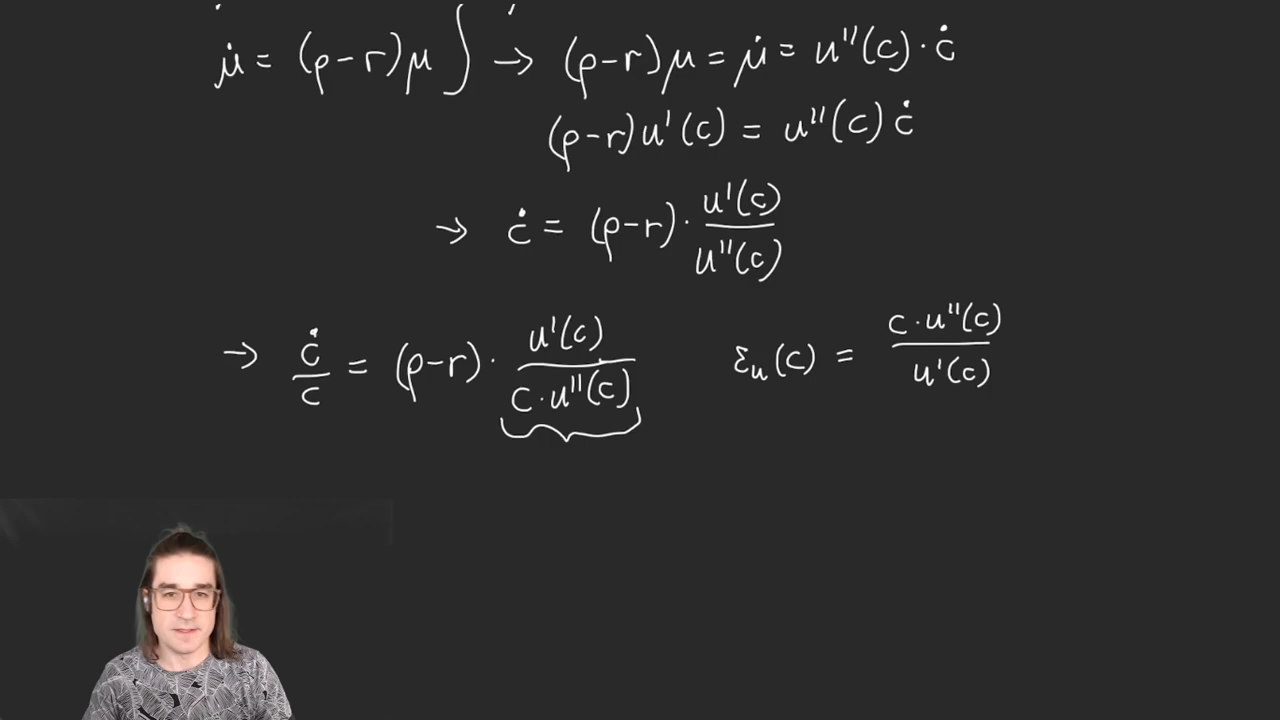 μ̇ = (ρ-r)μ } → (ρ-r)μ = μ̇ = u''(c) · ċ
(ρ-r)u'(c) = u''(c) ċ
→ ċ = (ρ-r) · u'(c) / u''(c)
→ ċ / c = (ρ-r) · u'(c) / c · u''(c)    ε_u(c) = c · u''(c) / u'(c)